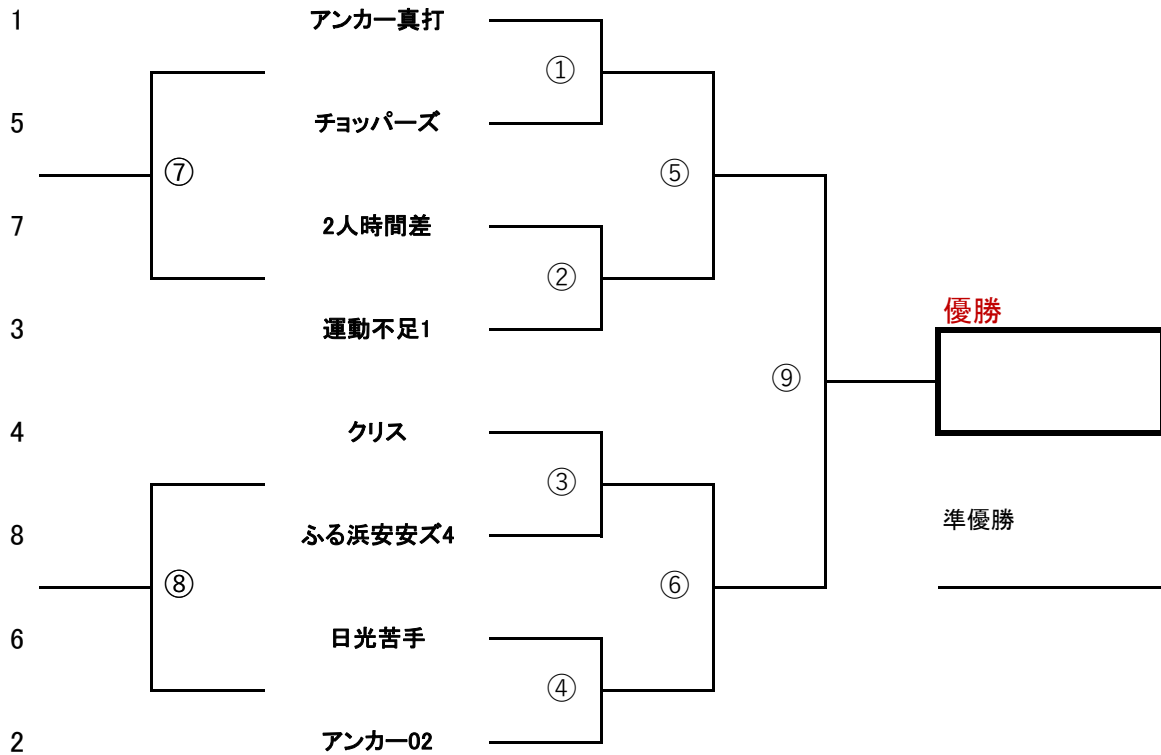 1 アンカー真打
①
5 チョッパーズ
⑦ ⑤
7 2人時間差
②
優勝
3 運動不足1
⑨
4 クリス
③
準優勝
8 ふる浜安安ズ4
⑧ ⑥
6 日光苦手
④
2 アンカー02